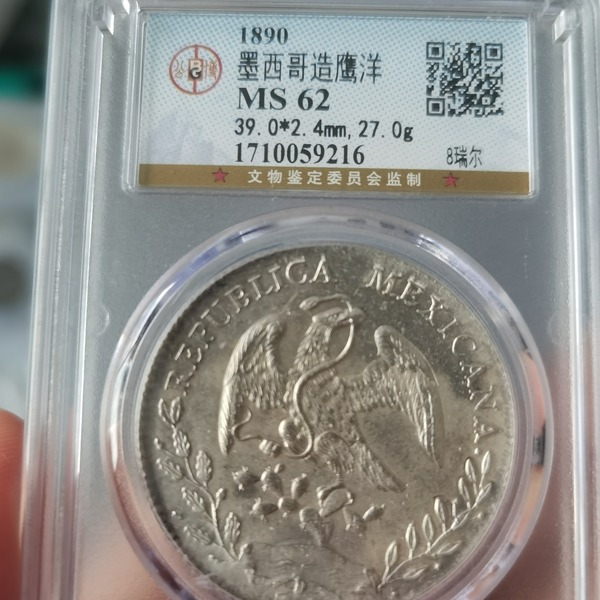 1890
墨西哥造鹰洋
MS 62
39.0*2.4mm,27.0g
1710059216
8瑞尔
文物鉴定委员会监制
REPUBLICA MEXICANA